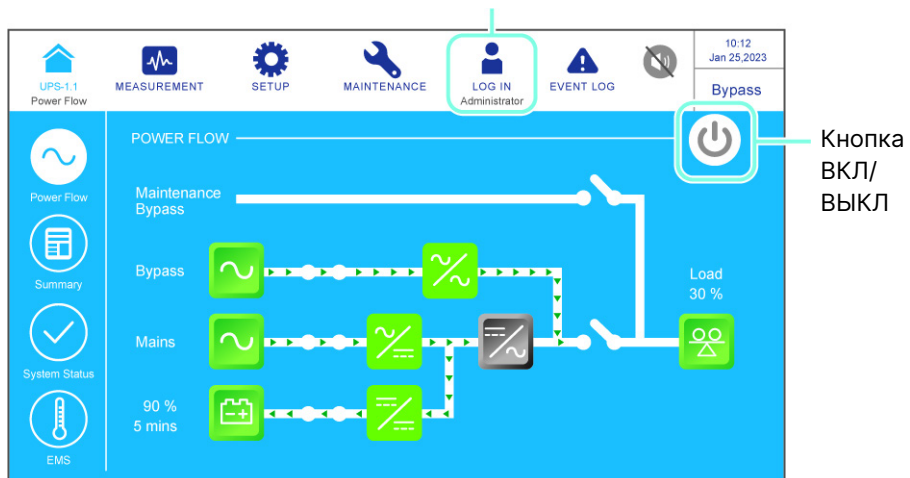 UPS-1.1
Power Flow
MEASUREMENT
SETUP
MAINTENANCE
LOG IN
Administrator
EVENT LOG
10:12
Jan 25,2023
Bypass
POWER FLOW
Кнопка
ВКЛ/
ВЫКЛ
Power Flow
Summary
System Status
EMS
Maintenance
Bypass
Bypass
Mains
90 %
5 mins
Load
30 %